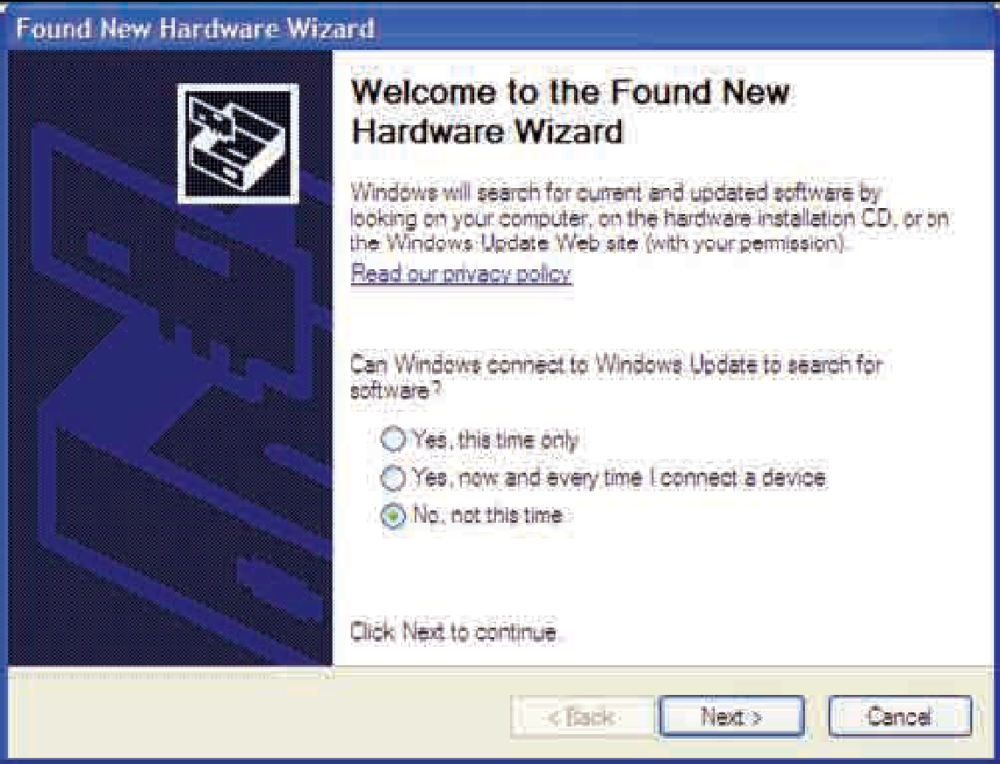 Found New Hardware Wizard
Welcome to the Found New
Hardware Wizard
Windows will search for current and updated software by
looking on your computer, on the hardware installation CD, or on
the Windows Update Web site (with your permission).
Read our privacy policy
Can Windows connect to Windows Update to search for
software?
Yes, this time only
Yes, now and every time I connect a device
No, not this time
Click Next to continue.
< Back
Next >
Cancel